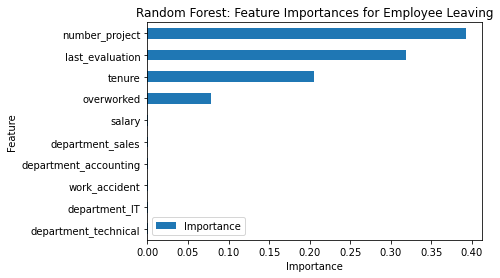 Random Forest: Feature Importances for Employee Leaving
number_project
last_evaluation
tenure
overworked
salary
department_sales
department_accounting
work_accident
department_IT
department_technical
Feature
Importance
0.00 0.05 0.10 0.15 0.20 0.25 0.30 0.35 0.40
Importance